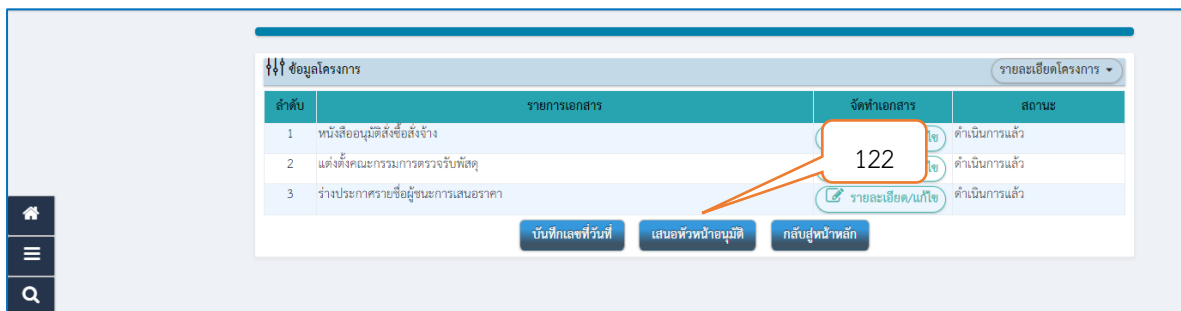 ข้อมูลโครงการ รายละเอียดโครงการ
ลำดับ รายการเอกสาร จัดทำเอกสาร สถานะ
1 หนังสืออนุมัติสั่งซื้อสั่งจ้าง ดำเนินการแล้ว
2 แต่งตั้งคณะกรรมการตรวจรับพัสดุ ดำเนินการแล้ว
122
3 ร่างประกาศรายชื่อผู้ชนะการเสนอราคา รายละเอียด/แก้ไข ดำเนินการแล้ว
บันทึกเลขที่วันที่ เสนอหัวหน้าอนุมัติ กลับสู่หน้าหลัก